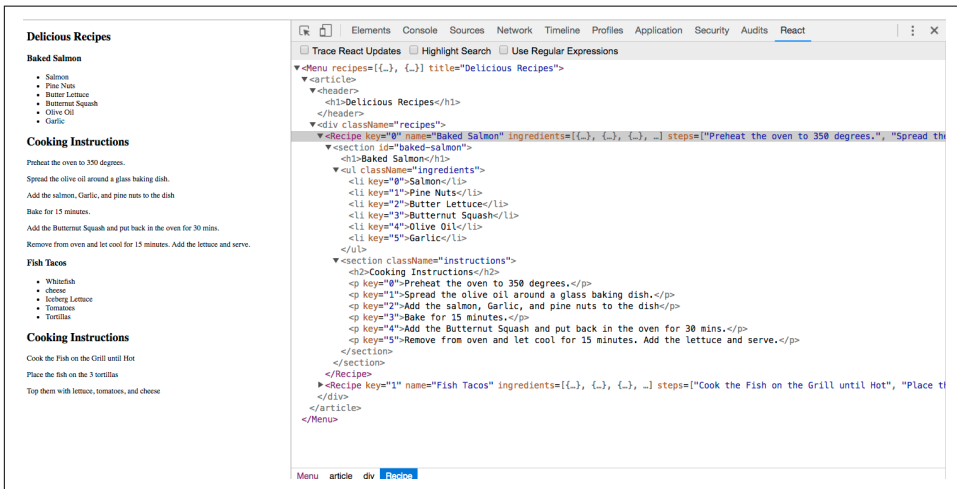 Delicious Recipes
Baked Salmon
• Salmon
• Pine Nuts
• Butter Lettuce
• Butternut Squash
• Olive Oil
• Garlic
Cooking Instructions
Preheat the oven to 350 degrees.
Spread the olive oil around a glass baking dish.
Add the salmon, Garlic, and pine nuts to the dish
Bake for 15 minutes.
Add the Butternut Squash and put back in the oven for 30 mins.
Remove from oven and let cool for 15 minutes. Add the lettuce and serve.
Fish Tacos
• Whitefish
• cheese
• Iceberg Lettuce
• Tomatoes
• Tortillas
Cooking Instructions
Cook the Fish on the Grill until Hot
Place the fish on the 3 tortillas
Top them with lettuce, tomatoes, and cheese
Elements Console Sources Network Timeline Profiles Application Security Audits React
Trace React Updates Highlight Search Use Regular Expressions
▼<Menu recipes=[{…}, {…}] title="Delicious Recipes">
▼<article>
▼<header>
<h1>Delicious Recipes</h1>
</header>
▼<div className="recipes">
▼<Recipe key="0" name="Baked Salmon" ingredients=[{…}, {…}, {…}, …] steps=["Preheat the oven to 350 degrees.", "Spread the
▼<section id="baked-salmon">
<h1>Baked Salmon</h1>
▼<ul className="ingredients">
<li key="0">Salmon</li>
<li key="1">Pine Nuts</li>
<li key="2">Butter Lettuce</li>
<li key="3">Butternut Squash</li>
<li key="4">Olive Oil</li>
<li key="5">Garlic</li>
</ul>
▼<section className="instructions">
<h2>Cooking Instructions</h2>
<p key="0">Preheat the oven to 350 degrees.</p>
<p key="1">Spread the olive oil around a glass baking dish.</p>
<p key="2">Add the salmon, Garlic, and pine nuts to the dish</p>
<p key="3">Bake for 15 minutes.</p>
<p key="4">Add the Butternut Squash and put back in the oven for 30 mins.</p>
<p key="5">Remove from oven and let cool for 15 minutes. Add the lettuce and serve.</p>
</section>
</section>
</Recipe>
▶<Recipe key="1" name="Fish Tacos" ingredients=[{…}, {…}, {…}, …] steps=["Cook the Fish on the Grill until Hot", "Place th
</div>
</article>
</Menu>
Menu article div Recipe